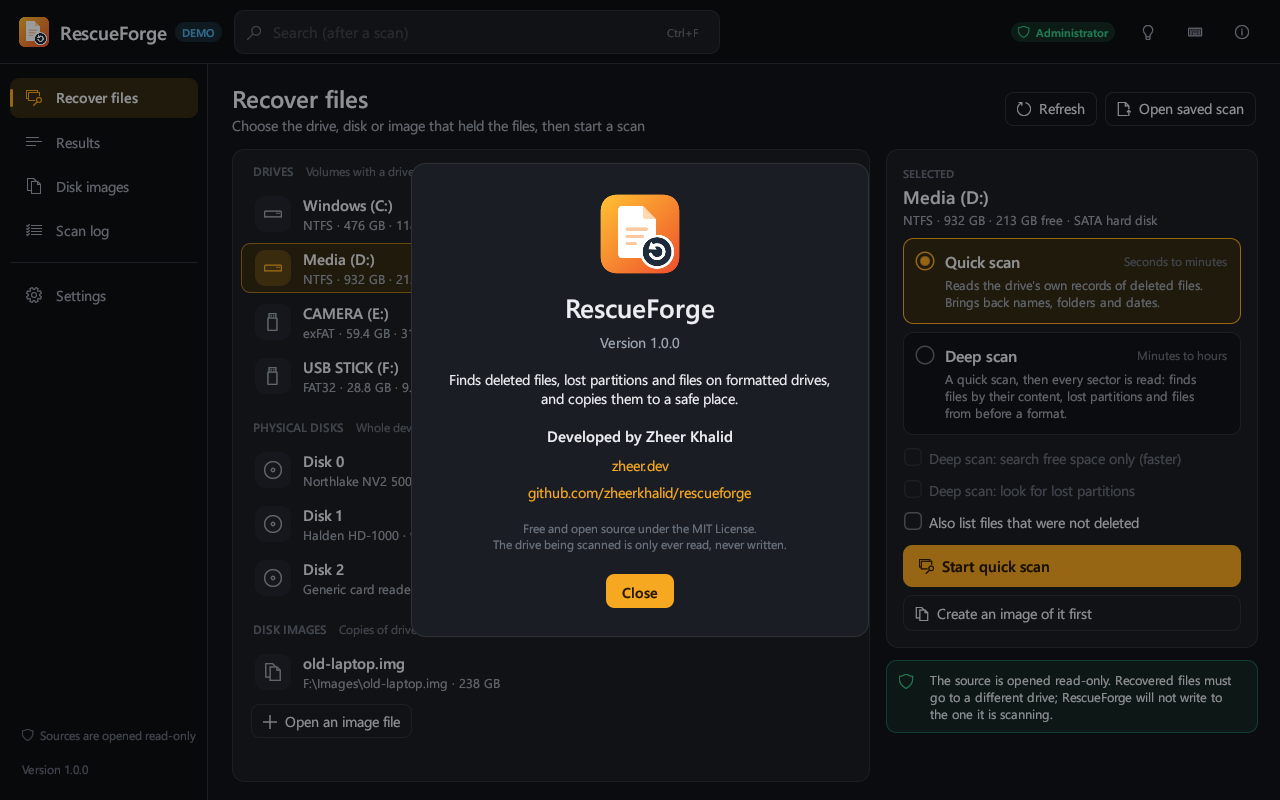 RescueForge DEMO
Search (after a scan) Ctrl+F
Administrator
Recover files
Results
Disk images
Scan log
Settings
Sources are opened read-only
Version 1.0.0
Recover files
Choose the drive, disk or image that held the files, then start a scan
Refresh
Open saved scan
DRIVES Volumes with a drive
Windows (C:)
NTFS · 476 GB · 11
Media (D:)
NTFS · 932 GB · 21
CAMERA (E:)
exFAT · 59.4 GB · 31
USB STICK (F:)
FAT32 · 28.8 GB · 9.
PHYSICAL DISKS Whole dev
Disk 0
Northlake NV2 500
Disk 1
Halden HD-1000 ·
Disk 2
Generic card reade
DISK IMAGES Copies of drive
old-laptop.img
F:\Images\old-laptop.img · 238 GB
Open an image file
RescueForge
Version 1.0.0
Finds deleted files, lost partitions and files on formatted drives,
and copies them to a safe place.
Developed by Zheer Khalid
zheer.dev
github.com/zheerkhalid/rescueforge
Free and open source under the MIT License.
The drive being scanned is only ever read, never written.
Close
SELECTED
Media (D:)
NTFS · 932 GB · 213 GB free · SATA hard disk
Quick scan Seconds to minutes
Reads the drive's own records of deleted files.
Brings back names, folders and dates.
Deep scan Minutes to hours
A quick scan, then every sector is read: finds
files by their content, lost partitions and files
from before a format.
Deep scan: search free space only (faster)
Deep scan: look for lost partitions
Also list files that were not deleted
Start quick scan
Create an image of it first
The source is opened read-only. Recovered files must
go to a different drive; RescueForge will not write to
the one it is scanning.